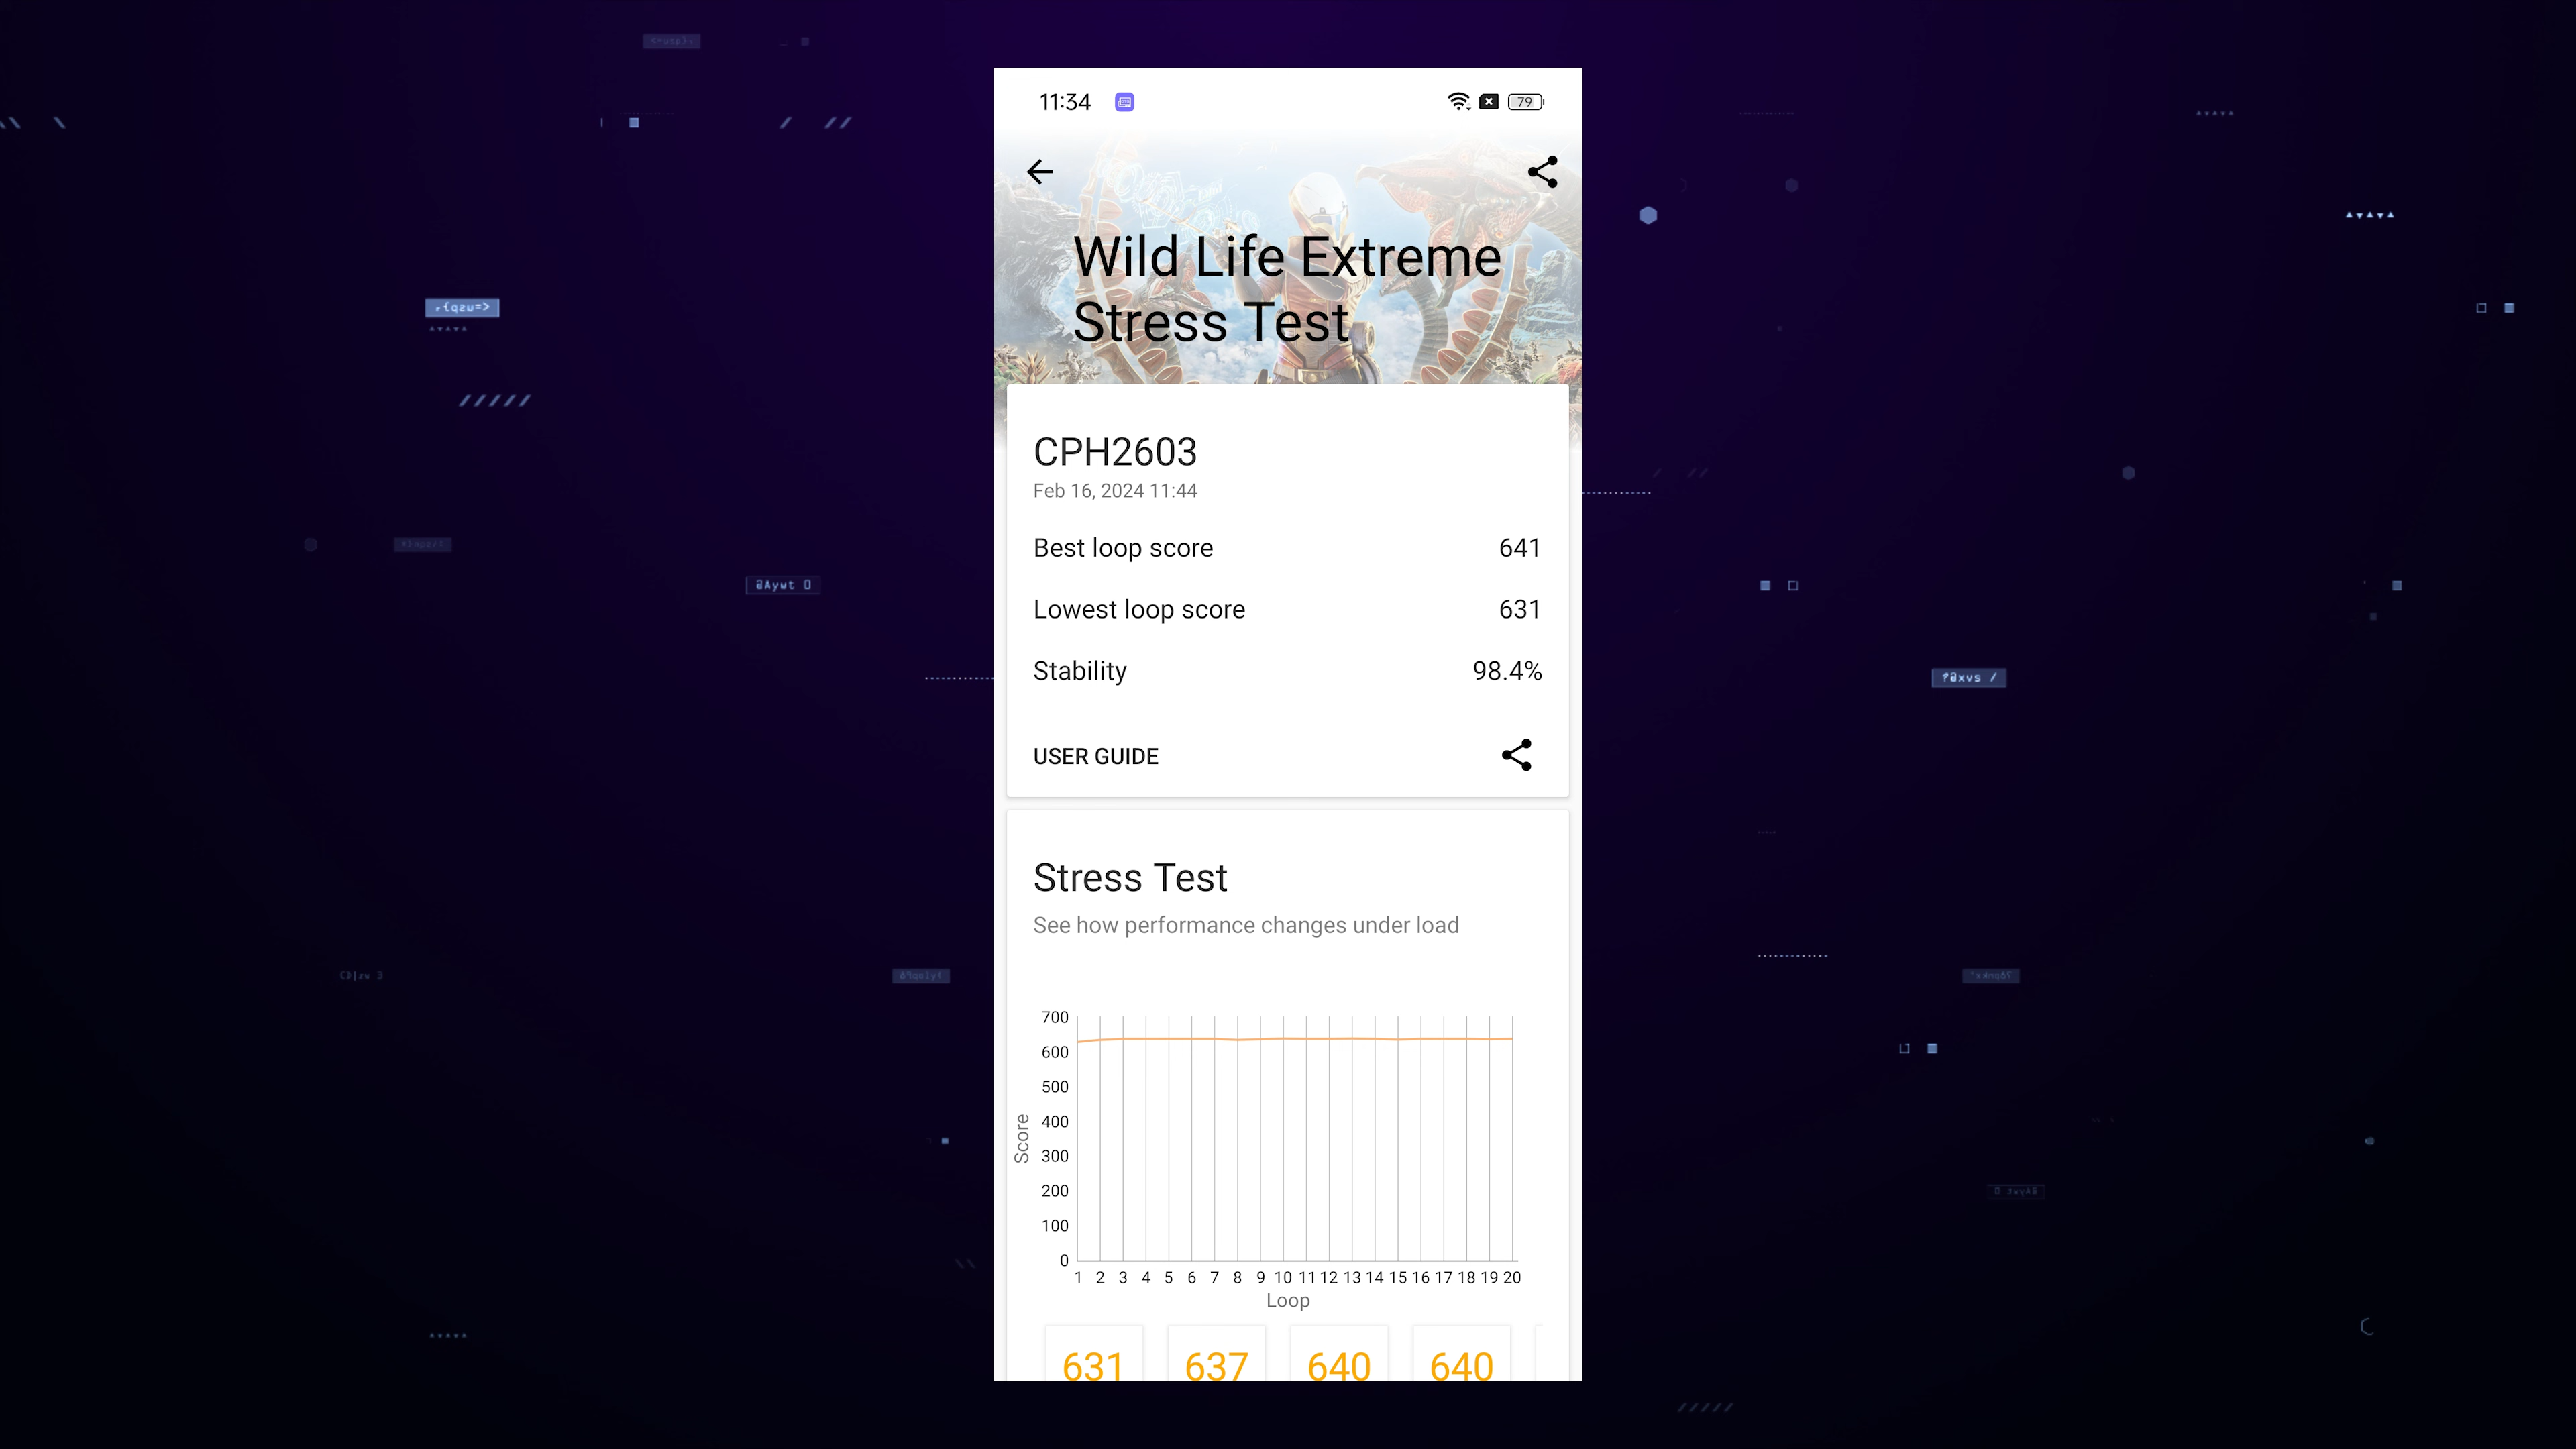 11:34
79
Wild Life Extreme
Stress Test
CPH2603
Feb 16, 2024 11:44
Best loop score 641
Lowest loop score 631
Stability 98.4%
USER GUIDE
Stress Test
See how performance changes under load
700
600
500
400
300
200
100
0
Score
1 2 3 4 5 6 7 8 9 10 11 12 13 14 15 16 17 18 19 20
Loop
631 637 640 640